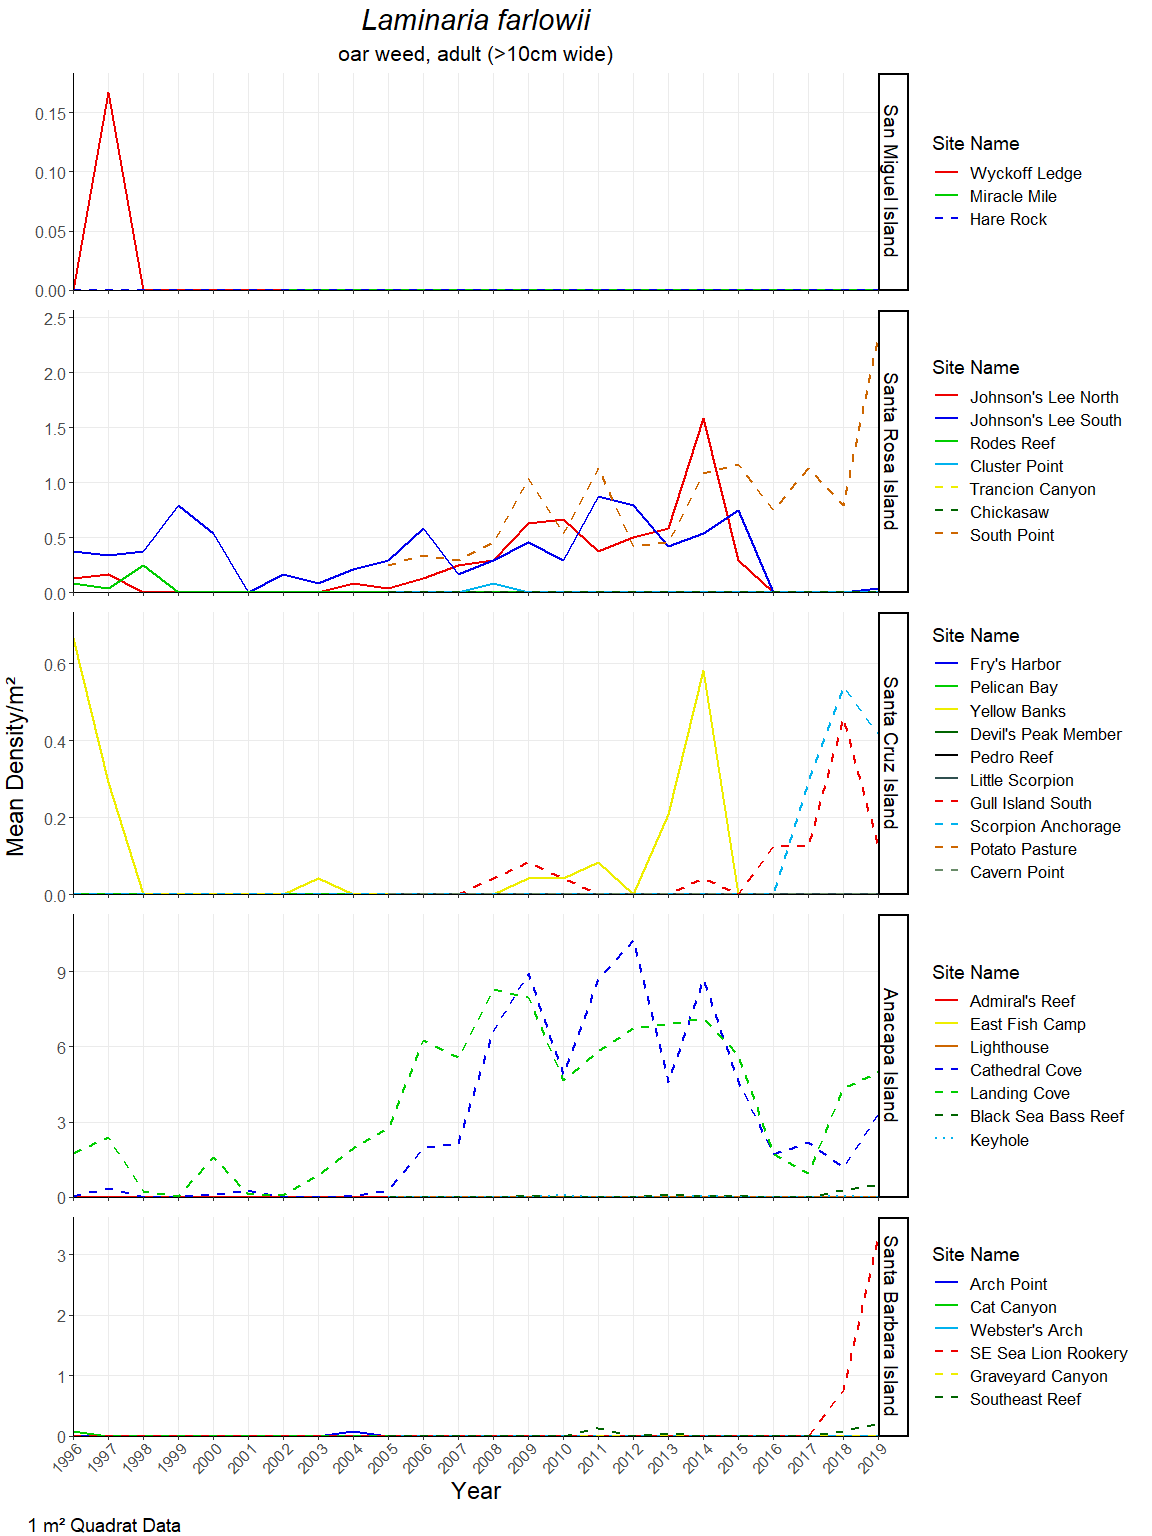 Laminaria farlowii
oar weed, adult (>10cm wide)
Mean Density/m²
0.15
0.10
0.05
0.00
San Miguel Island
Site Name
Wyckoff Ledge
Miracle Mile
Hare Rock
2.5
2.0
1.5
1.0
0.5
0.0
Santa Rosa Island
Site Name
Johnson's Lee North
Johnson's Lee South
Rodes Reef
Cluster Point
Trancion Canyon
Chickasaw
South Point
0.6
0.4
0.2
0.0
Santa Cruz Island
Site Name
Fry's Harbor
Pelican Bay
Yellow Banks
Devil's Peak Member
Pedro Reef
Little Scorpion
Gull Island South
Scorpion Anchorage
Potato Pasture
Cavern Point
9
6
3
0
Anacapa Island
Site Name
Admiral's Reef
East Fish Camp
Lighthouse
Cathedral Cove
Landing Cove
Black Sea Bass Reef
Keyhole
3
2
1
0
Santa Barbara Island
Site Name
Arch Point
Cat Canyon
Webster's Arch
SE Sea Lion Rookery
Graveyard Canyon
Southeast Reef
1996 1997 1998 1999 2000 2001 2002 2003 2004 2005 2006 2007 2008 2009 2010 2011 2012 2013 2014 2015 2016 2017 2018 2019
Year
1 m² Quadrat Data